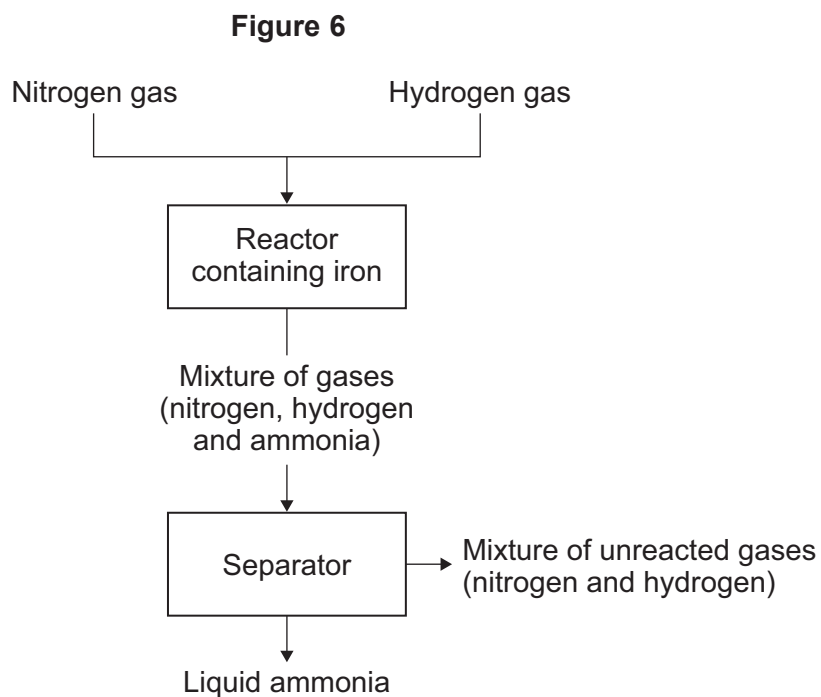 Figure 6
Nitrogen gas
Hydrogen gas
Reactor
containing iron
Mixture of gases
(nitrogen, hydrogen
and ammonia)
Separator
Mixture of unreacted gases
(nitrogen and hydrogen)
Liquid ammonia